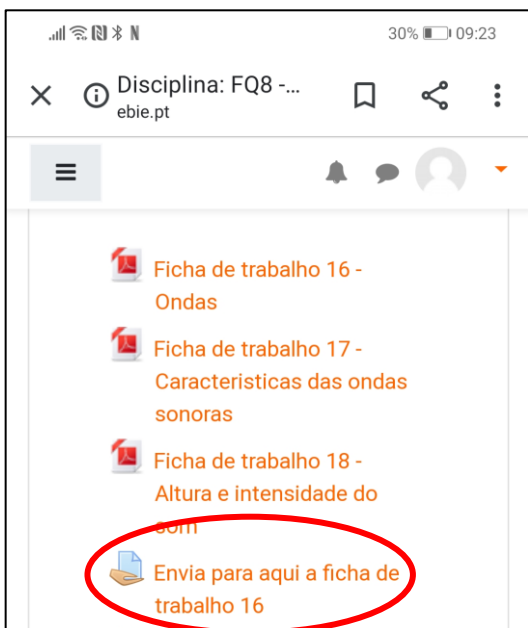 30% 09:23
Disciplina: FQ8 -...
ebie.pt
Ficha de trabalho 16 -
Ondas
Ficha de trabalho 17 -
Caracteristicas das ondas
sonoras
Ficha de trabalho 18 -
Altura e intensidade do
som
Envia para aqui a ficha de
trabalho 16